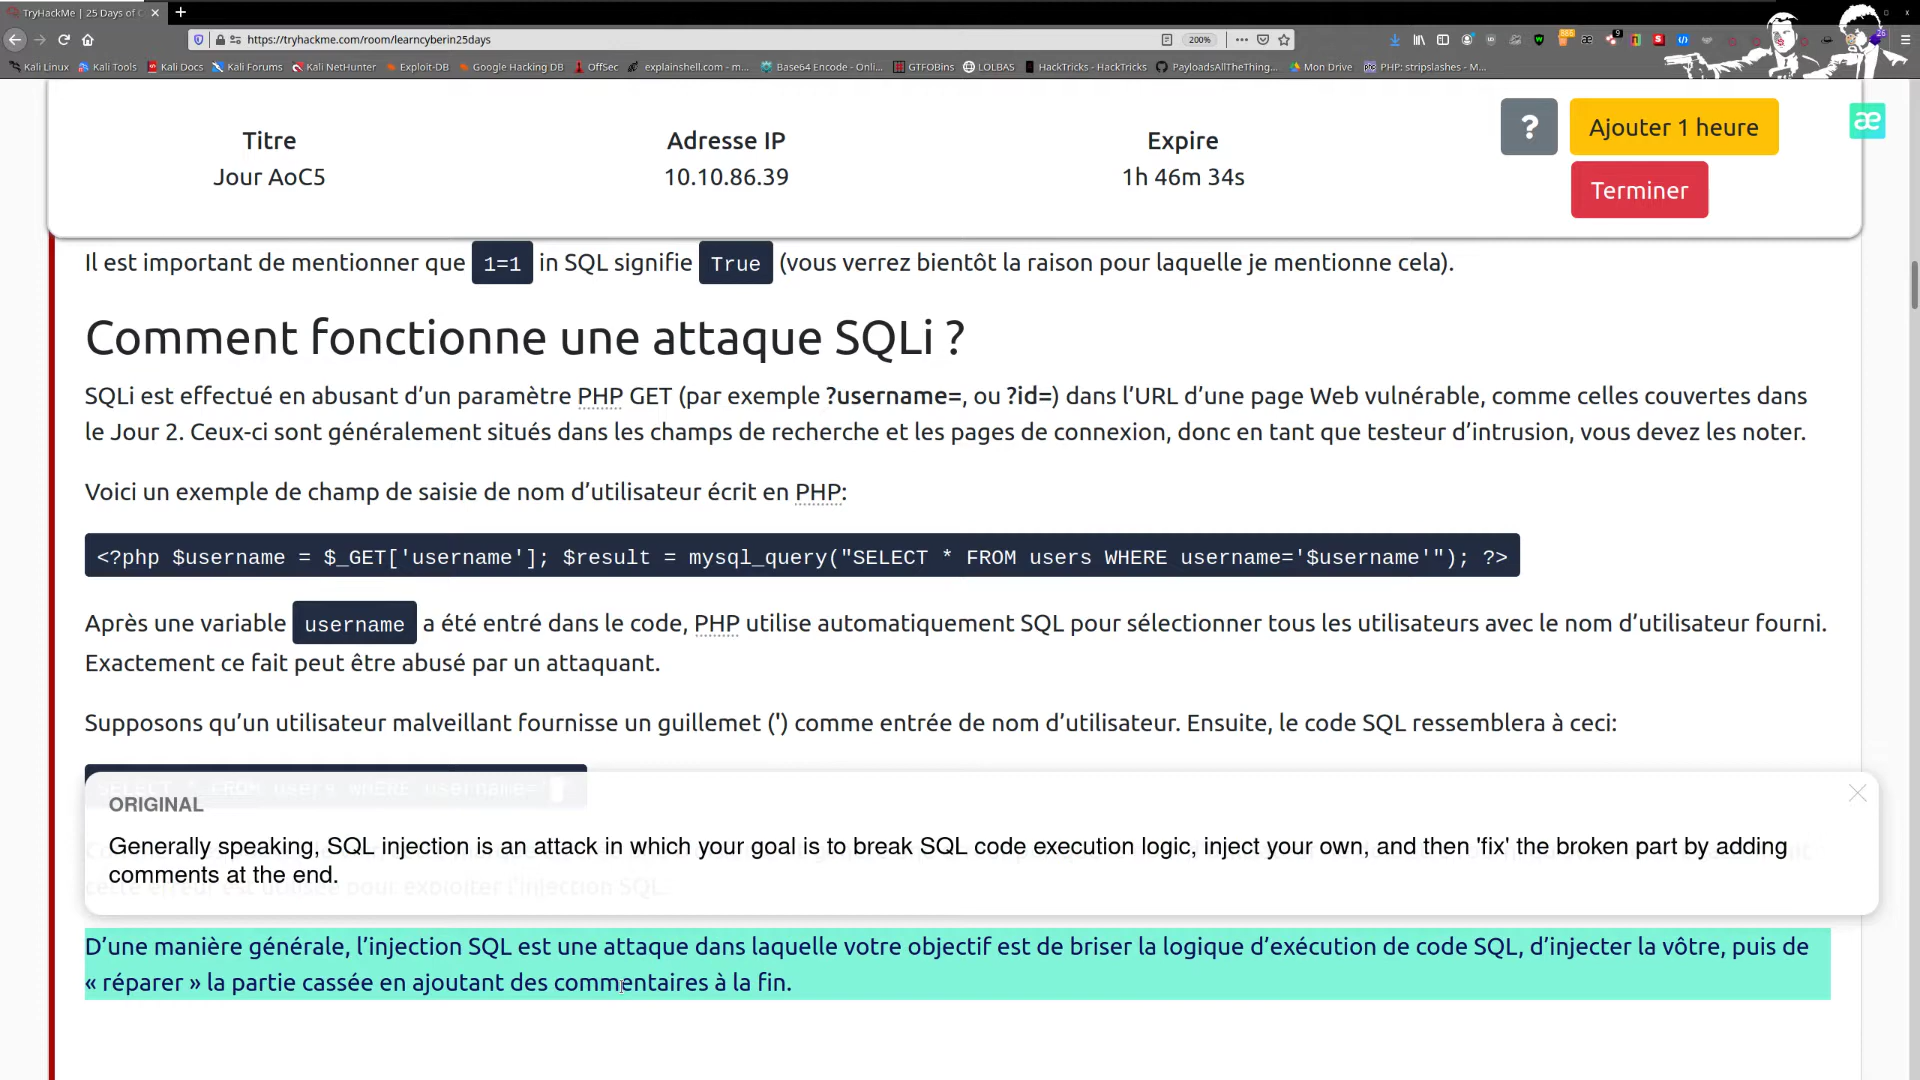 TryHackMe | 25 Days of
https://tryhackme.com/room/learncyberin25days
200%
Kali Linux
Kali Tools
Kali Docs
Kali Forums
Kali NetHunter
Exploit-DB
Google Hacking DB
OffSec
explainshell.com - m...
Base64 Encode - Onli...
GTFOBins
LOLBAS
HackTricks - HackTricks
PayloadsAllTheThing...
Mon Drive
PHP: stripslashes - M...
Titre
Adresse IP
Expire
? Ajouter 1 heure
æ
Jour AoC5
10.10.86.39
1h 46m 34s
Terminer
Il est important de mentionner que 1=1 in SQL signifie True (vous verrez bientôt la raison pour laquelle je mentionne cela).
Comment fonctionne une attaque SQLi ?
SQLi est effectué en abusant d’un paramètre PHP GET (par exemple ?username=, ou ?id=) dans l’URL d’une page Web vulnérable, comme celles couvertes dans
le Jour 2. Ceux-ci sont généralement situés dans les champs de recherche et les pages de connexion, donc en tant que testeur d’intrusion, vous devez les noter.
Voici un exemple de champ de saisie de nom d’utilisateur écrit en PHP:
<?php $username = $_GET['username']; $result = mysql_query("SELECT * FROM users WHERE username='$username'"); ?>
Après une variable username a été entré dans le code, PHP utilise automatiquement SQL pour sélectionner tous les utilisateurs avec le nom d’utilisateur fourni.
Exactement ce fait peut être abusé par un attaquant.
Supposons qu’un utilisateur malveillant fournisse un guillemet (') comme entrée de nom d’utilisateur. Ensuite, le code SQL ressemblera à ceci:
SELECT * FROM users WHERE username='
ORIGINAL
Generally speaking, SQL injection is an attack in which your goal is to break SQL code execution logic, inject your own, and then 'fix' the broken part by adding
comments at the end.
cette erreur est utilisée pour exploiter l’injection SQL.
D’une manière générale, l’injection SQL est une attaque dans laquelle votre objectif est de briser la logique d’exécution de code SQL, d’injecter la vôtre, puis de
« réparer » la partie cassée en ajoutant des commentaires à la fin.